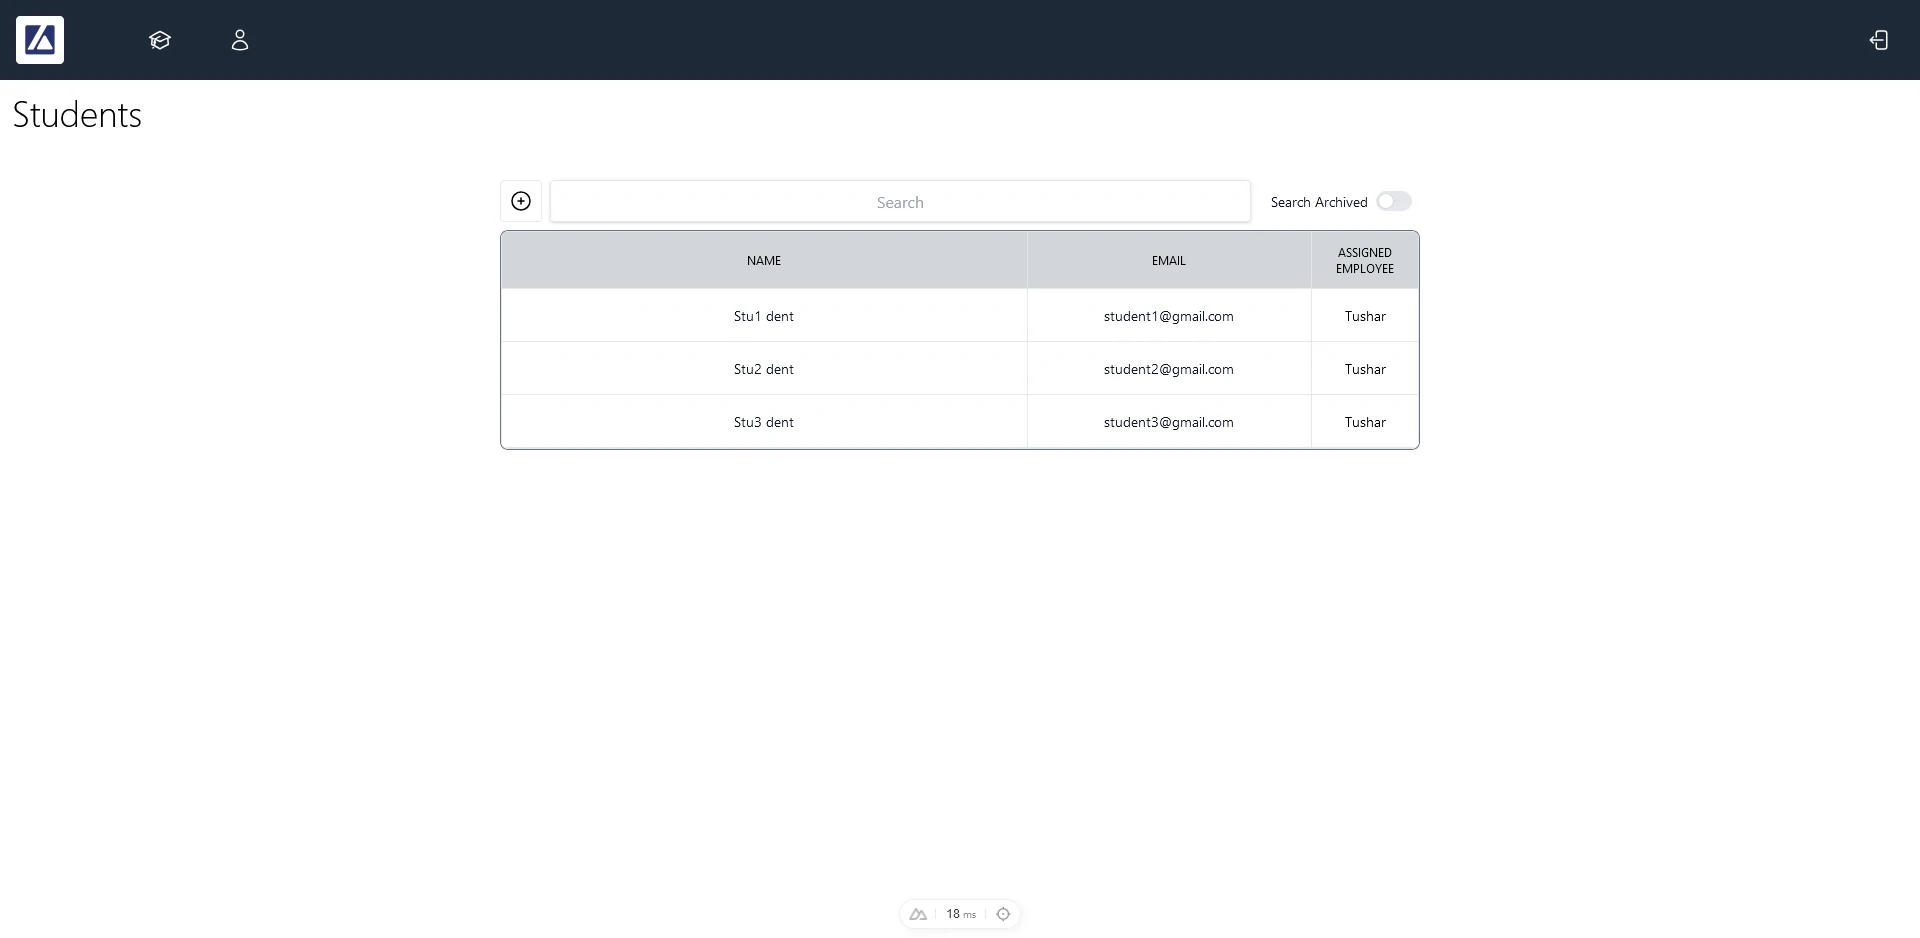 Students
Search
Search Archived
NAME
EMAIL
ASSIGNED
EMPLOYEE
Stu1 dent
student1@gmail.com
Tushar
Stu2 dent
student2@gmail.com
Tushar
Stu3 dent
student3@gmail.com
Tushar
18 ms